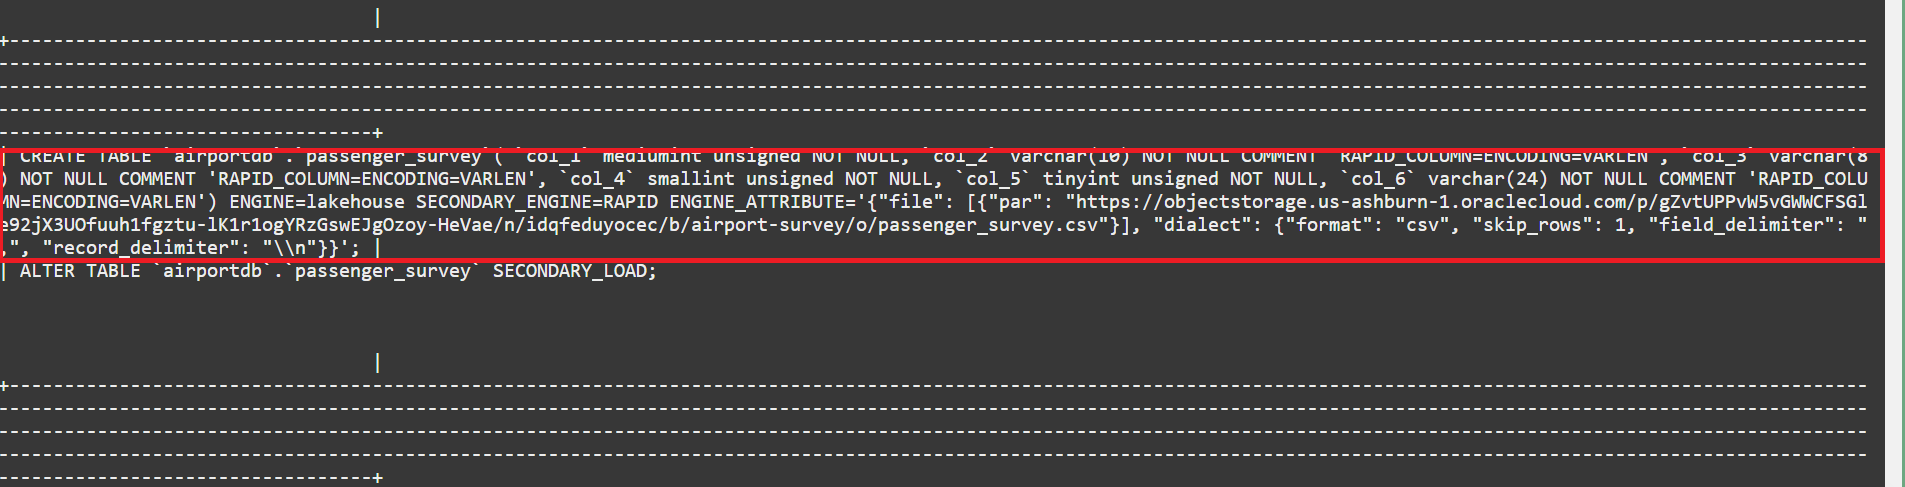 |
+----------------------------------------------------------------------------------------------------------------------------------------------------------------------------
------------------------------------------------------------------------------------------------------------------------------------------------------------------------------
------------------------------------------------------------------------------------------------------------------------------------------------------------------------------
------------------------------------------------------------------------------------------------------------------------------------------------------------------------------
----------------------------------+
| CREATE TABLE `airportdb`.`passenger_survey`( `col_1` mediumint unsigned NOT NULL, `col_2` varchar(10) NOT NULL COMMENT 'RAPID_COLUMN=ENCODING=VARLEN', `col_3` varchar(8
) NOT NULL COMMENT 'RAPID_COLUMN=ENCODING=VARLEN', `col_4` smallint unsigned NOT NULL, `col_5` tinyint unsigned NOT NULL, `col_6` varchar(24) NOT NULL COMMENT 'RAPID_COLU
MN=ENCODING=VARLEN') ENGINE=lakehouse SECONDARY_ENGINE=RAPID ENGINE_ATTRIBUTE='{"file": [{"par": "https://objectstorage.us-ashburn-1.oraclecloud.com/p/gZvtUPPvW5vGWWCFSGl
e92jX3UOfuuh1fgztu-lK1r1ogYRzGswEJgOzoy-HeVae/n/idqfeduyocec/b/airport-survey/o/passenger_survey.csv"}], "dialect": {"format": "csv", "skip_rows": 1, "field_delimiter": "
,", "record_delimiter": "\\n"}}'; |
| ALTER TABLE `airportdb`.`passenger_survey` SECONDARY_LOAD;
|
+----------------------------------------------------------------------------------------------------------------------------------------------------------------------------
------------------------------------------------------------------------------------------------------------------------------------------------------------------------------
------------------------------------------------------------------------------------------------------------------------------------------------------------------------------
------------------------------------------------------------------------------------------------------------------------------------------------------------------------------
----------------------------------+